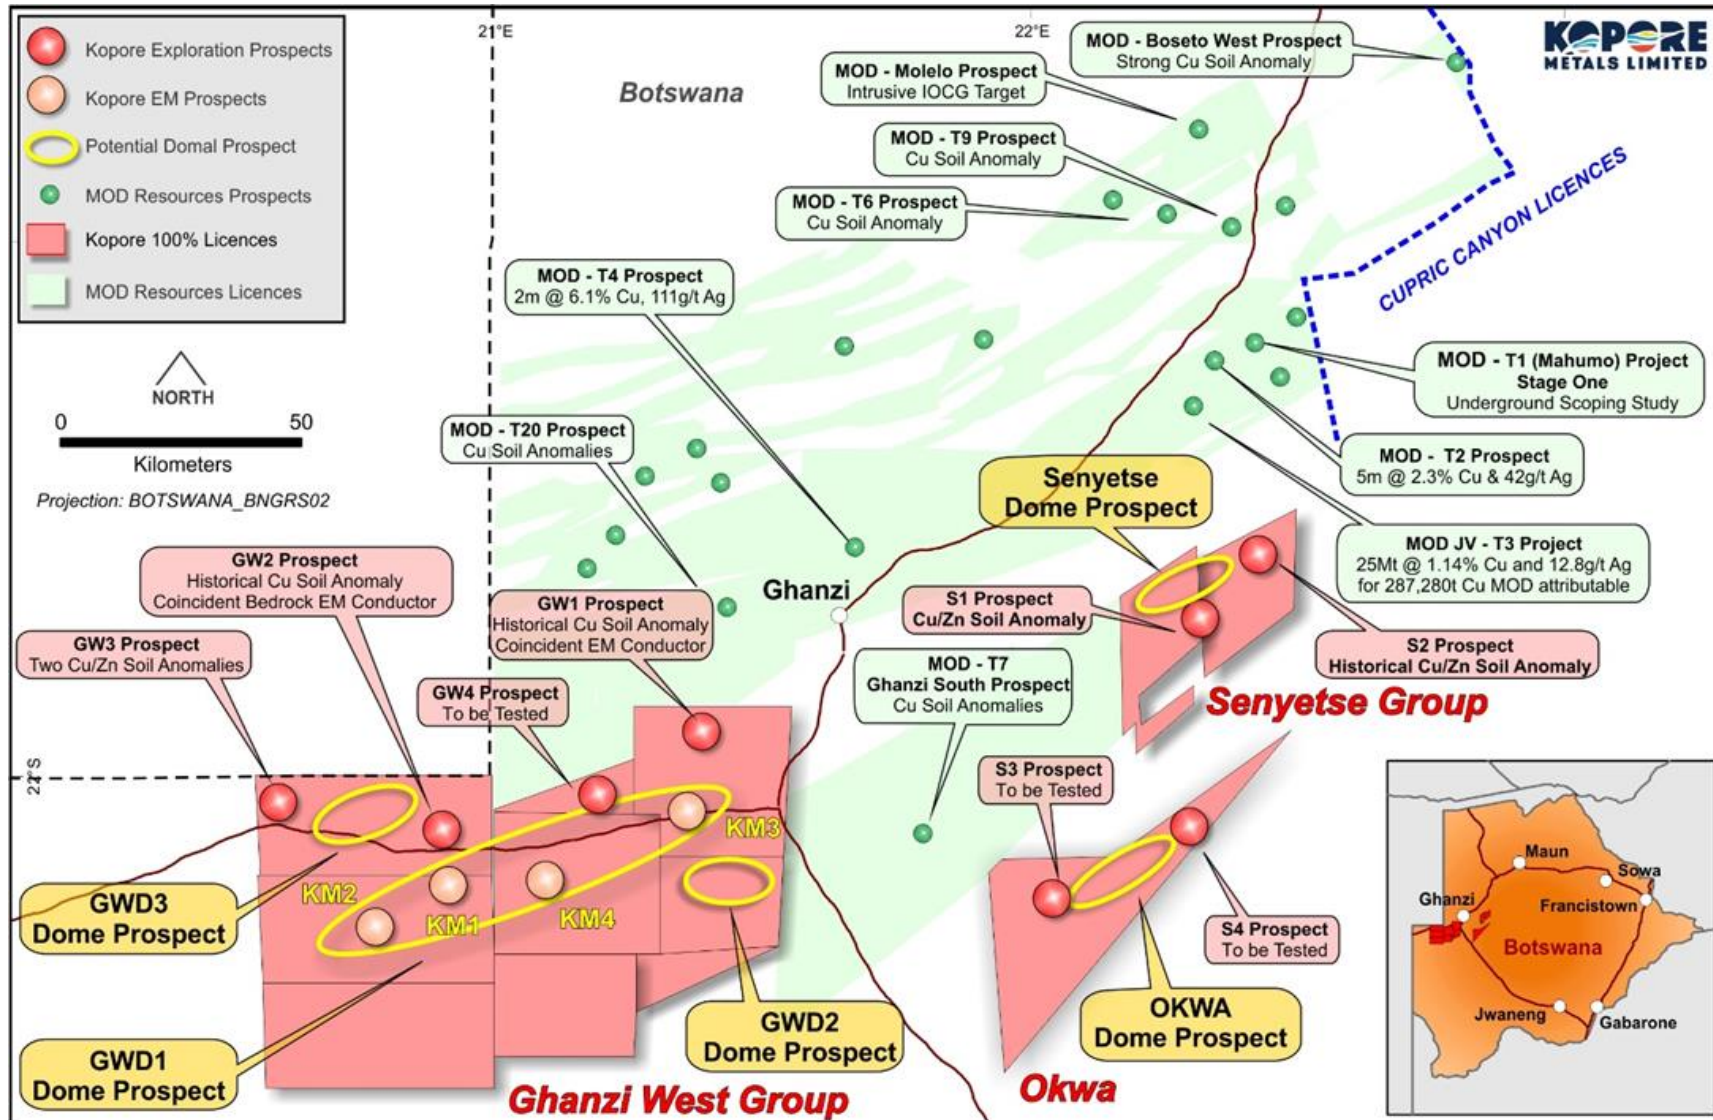 Kopore Exploration Prospects
Kopore EM Prospects
Potential Domal Prospect
MOD Resources Prospects
Kopore 100% Licences
MOD Resources Licences
NORTH
0 50
Kilometers
Projection: BOTSWANA_BNGRS02
21°E
22°E
22°S
Botswana
KOPORE
METALS LIMITED
MOD - Boseto West Prospect
Strong Cu Soil Anomaly
MOD - Molelo Prospect
Intrusive IOCG Target
MOD - T9 Prospect
Cu Soil Anomaly
MOD - T6 Prospect
Cu Soil Anomaly
CUPRIC CANYON LICENCES
MOD - T4 Prospect
2m @ 6.1% Cu, 111g/t Ag
MOD - T1 (Mahumo) Project
Stage One
Underground Scoping Study
MOD - T20 Prospect
Cu Soil Anomalies
MOD - T2 Prospect
5m @ 2.3% Cu & 42g/t Ag
Senyetse
Dome Prospect
MOD JV - T3 Project
25Mt @ 1.14% Cu and 12.8g/t Ag
for 287,280t Cu MOD attributable
GW2 Prospect
Historical Cu Soil Anomaly
Coincident Bedrock EM Conductor
Ghanzi
GW1 Prospect
Historical Cu Soil Anomaly
Coincident EM Conductor
S1 Prospect
Cu/Zn Soil Anomaly
GW3 Prospect
Two Cu/Zn Soil Anomalies
S2 Prospect
Historical Cu/Zn Soil Anomaly
MOD - T7
Ghanzi South Prospect
Cu Soil Anomalies
GW4 Prospect
To be Tested
Senyetse Group
S3 Prospect
To be Tested
KM3
KM2
KM1
KM4
GWD3
Dome Prospect
S4 Prospect
To be Tested
GWD2
Dome Prospect
OKWA
Dome Prospect
GWD1
Dome Prospect
Ghanzi West Group
Okwa
Maun
Sowa
Ghanzi
Francistown
Botswana
Jwaneng
Gabarone